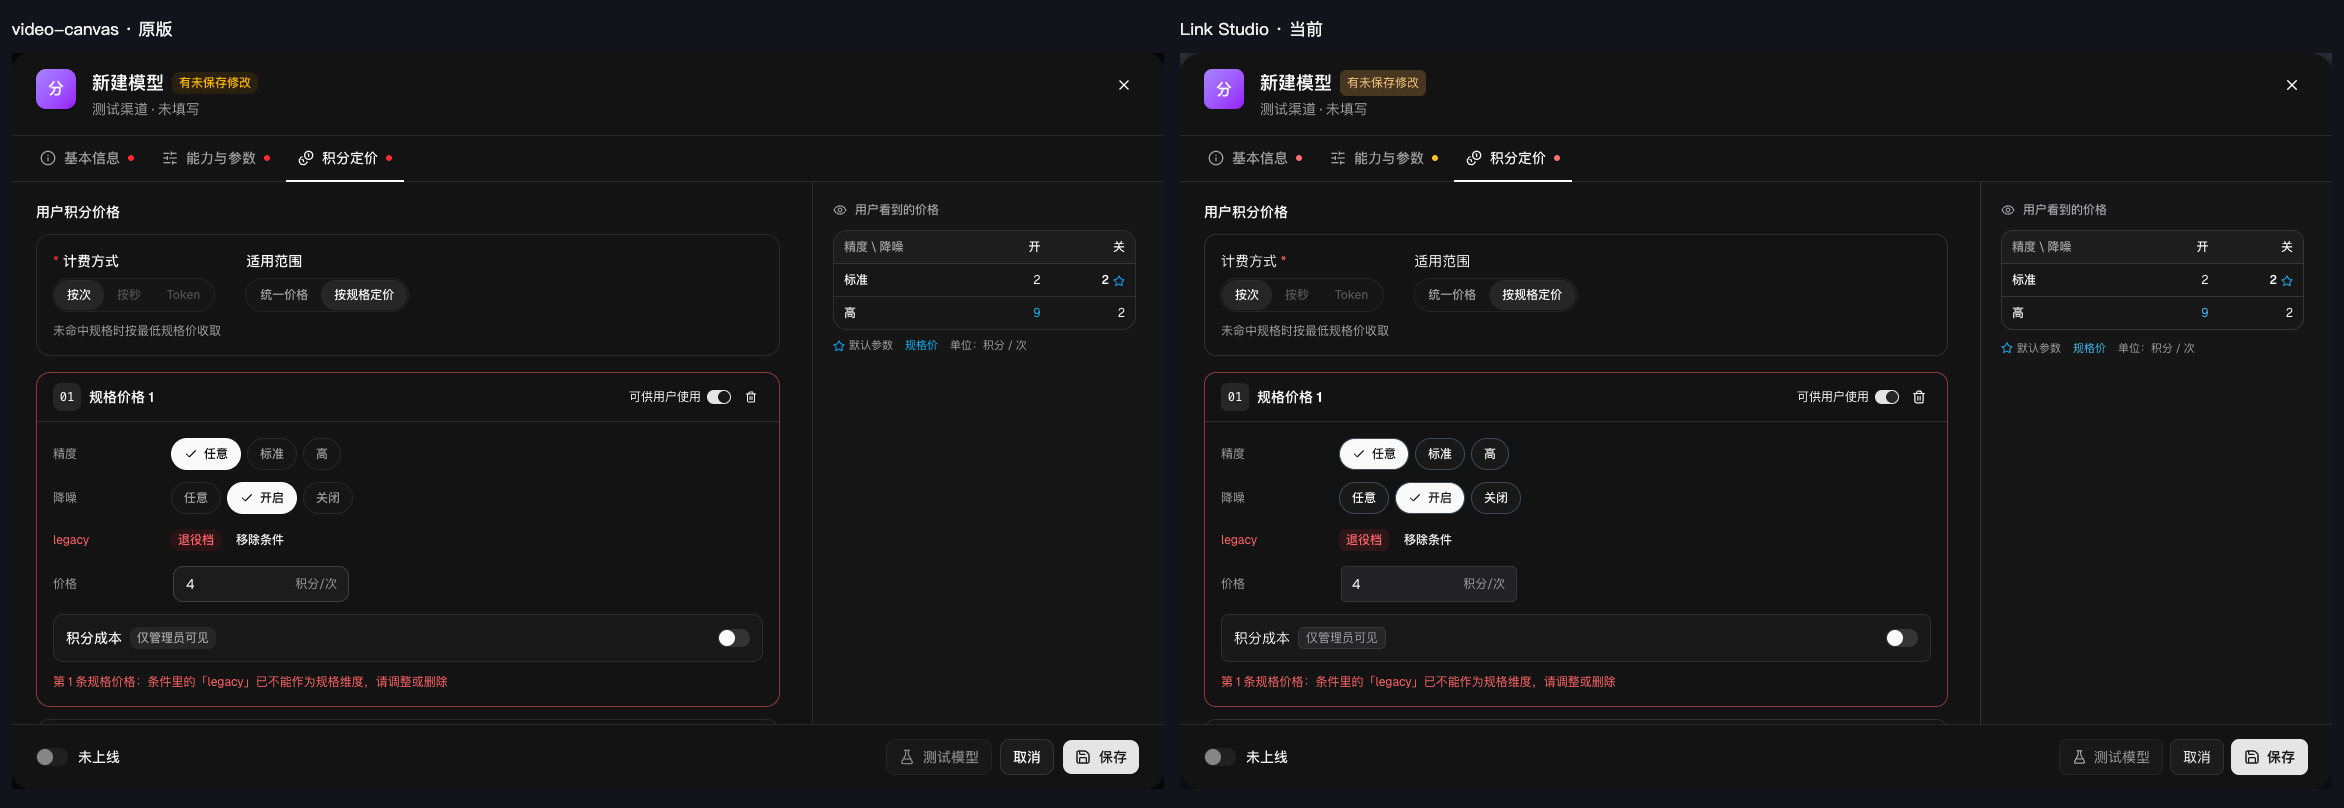 video-canvas · 原版
分
新建模型 有未保存修改
测试渠道 · 未填写
基本信息 能力与参数 积分定价
用户积分价格
* 计费方式 适用范围
按次 按秒 Token 统一价格 按规格定价
未命中规格时按最低规格价收取
01 规格价格 1 可供用户使用
精度 任意 标准 高
降噪 任意 开启 关闭
legacy 退役档 移除条件
价格 4 积分/次
积分成本 仅管理员可见
第 1 条规格价格：条件里的「legacy」已不能作为规格维度，请调整或删除
用户看到的价格
精度 \ 降噪 开 关
标准 2 2
高 9 2
默认参数 规格价 单位：积分 / 次
未上线 测试模型 取消 保存
Link Studio · 当前
分
新建模型 有未保存修改
测试渠道 · 未填写
基本信息 能力与参数 积分定价
用户积分价格
计费方式 * 适用范围
按次 按秒 Token 统一价格 按规格定价
未命中规格时按最低规格价收取
01 规格价格 1 可供用户使用
精度 任意 标准 高
降噪 任意 开启 关闭
legacy 退役档 移除条件
价格 4 积分/次
积分成本 仅管理员可见
第 1 条规格价格：条件里的「legacy」已不能作为规格维度，请调整或删除
用户看到的价格
精度 \ 降噪 开 关
标准 2 2
高 9 2
默认参数 规格价 单位：积分 / 次
未上线 测试模型 取消 保存